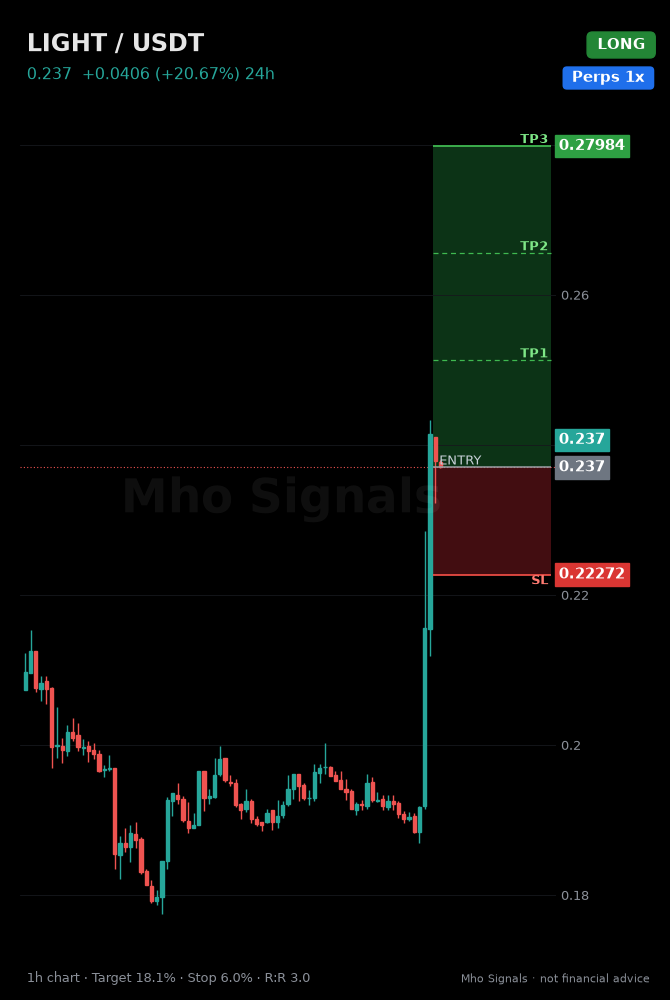 LIGHT / USDT
LONG
0.237 +0.0406 (+20.67%) 24h
Perps 1x
TP3
0.27984
TP2
0.26
TP1
0.237
ENTRY
0.237
Mho Signals
0.22272
SL
0.22
0.2
0.18
1h chart · Target 18.1% · Stop 6.0% · R:R 3.0
Mho Signals · not financial advice